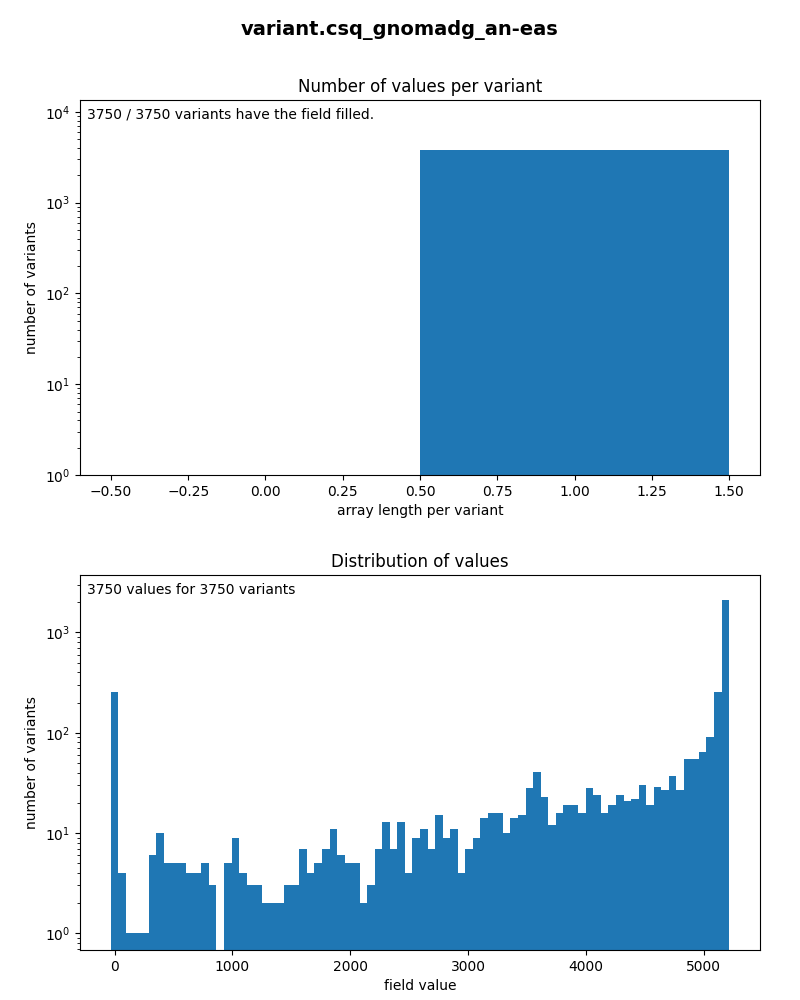 variant.csq_gnomadg_an-eas
Number of values per variant
3750 / 3750 variants have the field filled.
10⁴
10³
10²
10¹
10⁰
number of variants
−0.50 −0.25 0.00 0.25 0.50 0.75 1.00 1.25 1.50
array length per variant
Distribution of values
3750 values for 3750 variants
10³
10²
10¹
10⁰
number of variants
0 1000 2000 3000 4000 5000
field value